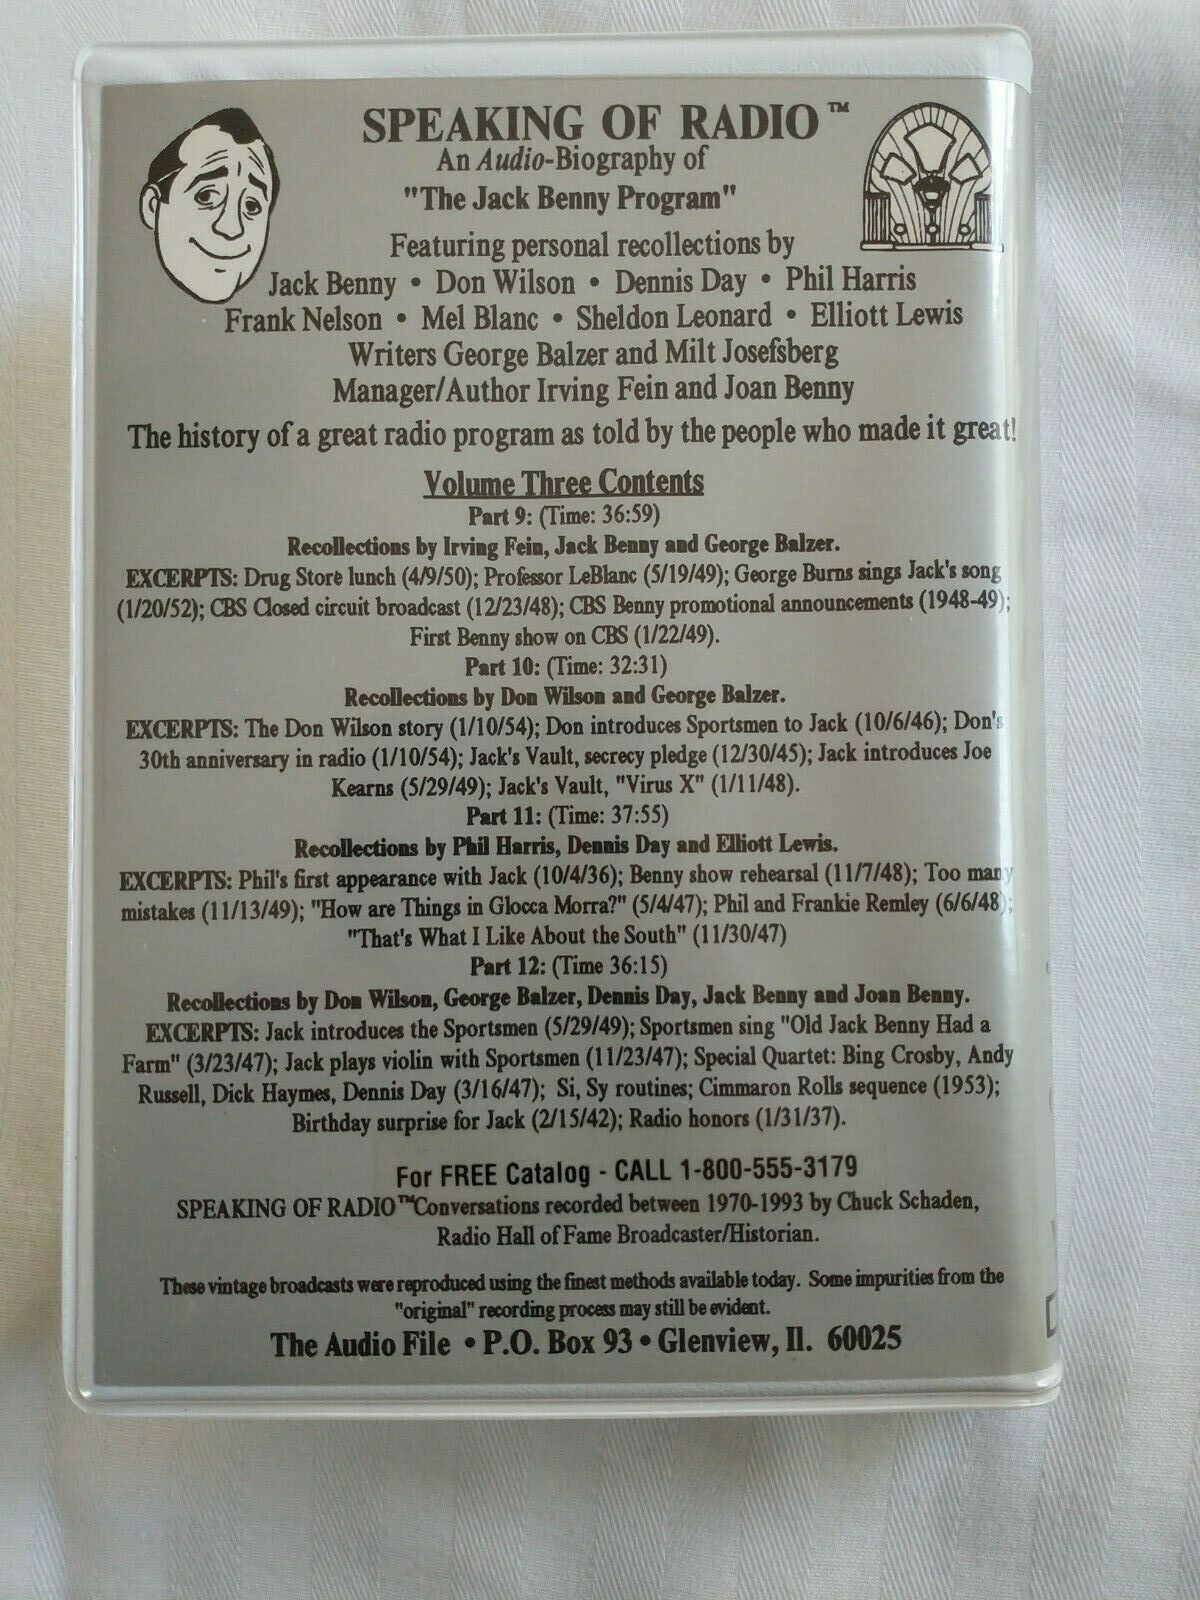 SPEAKING OF RADIO™
An Audio-Biography of
"The Jack Benny Program"
Featuring personal recollections by
Jack Benny • Don Wilson • Dennis Day • Phil Harris
Frank Nelson • Mel Blanc • Sheldon Leonard • Elliott Lewis
Writers George Balzer and Milt Josefsberg
Manager/Author Irving Fein and Joan Benny
The history of a great radio program as told by the people who made it great!
Volume Three Contents
Part 9: (Time: 36:59)
Recollections by Irving Fein, Jack Benny and George Balzer.
EXCERPTS: Drug Store lunch (4/9/50); Professor LeBlanc (5/19/49); George Burns sings Jack's song
(1/20/52); CBS Closed circuit broadcast (12/23/48); CBS Benny promotional announcements (1948-49);
First Benny show on CBS (1/22/49).
Part 10: (Time: 32:31)
Recollections by Don Wilson and George Balzer.
EXCERPTS: The Don Wilson story (1/10/54); Don introduces Sportsmen to Jack (10/6/46); Don's
30th anniversary in radio (1/10/54); Jack's Vault, secrecy pledge (12/30/45); Jack introduces Joe
Kearns (5/29/49); Jack's Vault, "Virus X" (1/11/48).
Part 11: (Time: 37:55)
Recollections by Phil Harris, Dennis Day and Elliott Lewis.
EXCERPTS: Phil's first appearance with Jack (10/4/36); Benny show rehearsal (11/7/48); Too many
mistakes (11/13/49); "How are Things in Glocca Morra?" (5/4/47); Phil and Frankie Remley (6/6/48);
"That's What I Like About the South" (11/30/47)
Part 12: (Time 36:15)
Recollections by Don Wilson, George Balzer, Dennis Day, Jack Benny and Joan Benny.
EXCERPTS: Jack introduces the Sportsmen (5/29/49); Sportsmen sing "Old Jack Benny Had a
Farm" (3/23/47); Jack plays violin with Sportsmen (11/23/47); Special Quartet: Bing Crosby, Andy
Russell, Dick Haymes, Dennis Day (3/16/47); Si, Sy routines; Cimmaron Rolls sequence (1953);
Birthday surprise for Jack (2/15/42); Radio honors (1/31/37).
For FREE Catalog - CALL 1-800-555-3179
SPEAKING OF RADIO™Conversations recorded between 1970-1993 by Chuck Schaden,
Radio Hall of Fame Broadcaster/Historian.
These vintage broadcasts were reproduced using the finest methods available today. Some impurities from the
"original" recording process may still be evident.
The Audio File • P.O. Box 93 • Glenview, Il. 60025